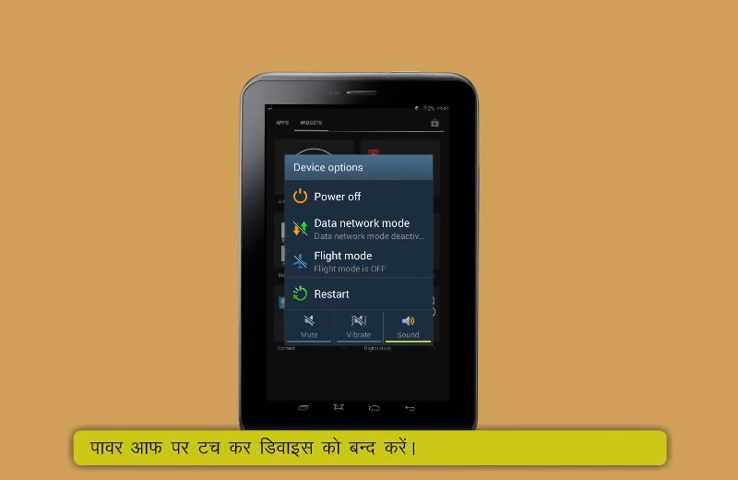 APPS WIDGETS
Device options
Power off
Data network mode
Data network mode deactiv...
Flight mode
Flight mode is OFF
Restart
Mute Vibrate Sound
पावर आफ पर टच कर डिवाइस को बन्द करें।